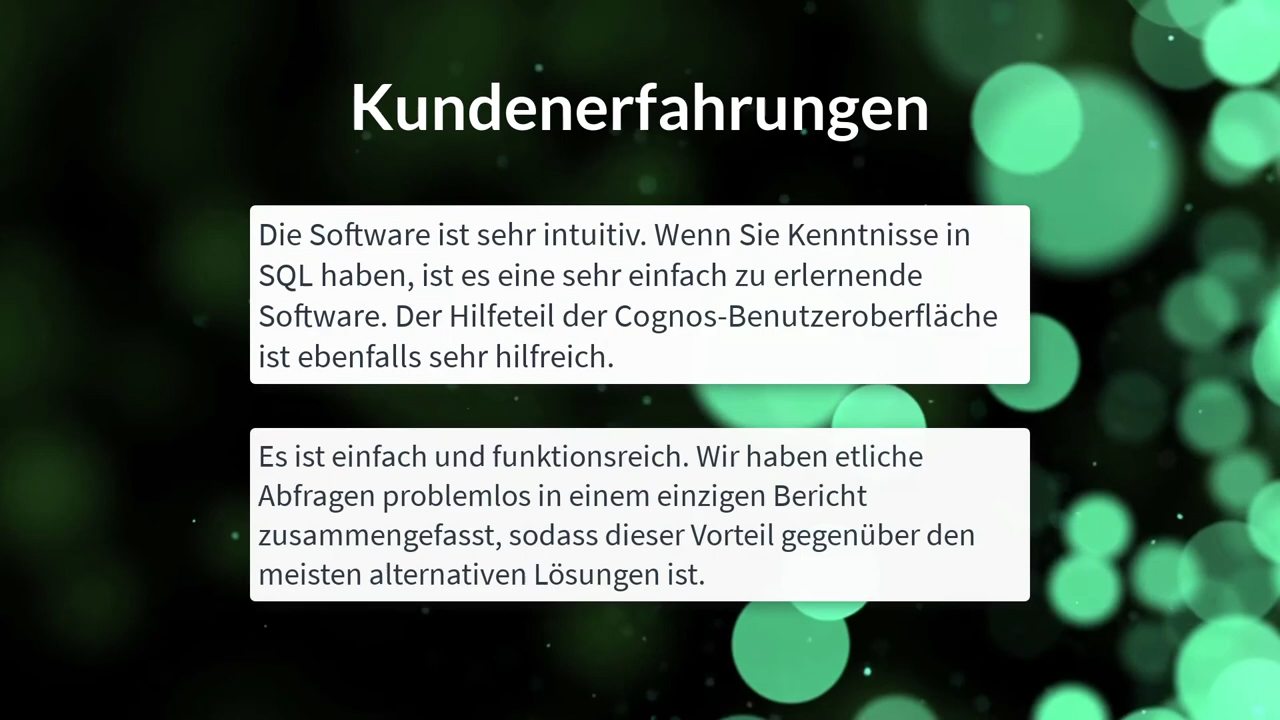 Kundenerfahrungen
Die Software ist sehr intuitiv. Wenn Sie Kenntnisse in
SQL haben, ist es eine sehr einfach zu erlernende
Software. Der Hilfeteil der Cognos-Benutzeroberfläche
ist ebenfalls sehr hilfreich.
Es ist einfach und funktionsreich. Wir haben etliche
Abfragen problemlos in einem einzigen Bericht
zusammengefasst, sodass dieser Vorteil gegenüber den
meisten alternativen Lösungen ist.